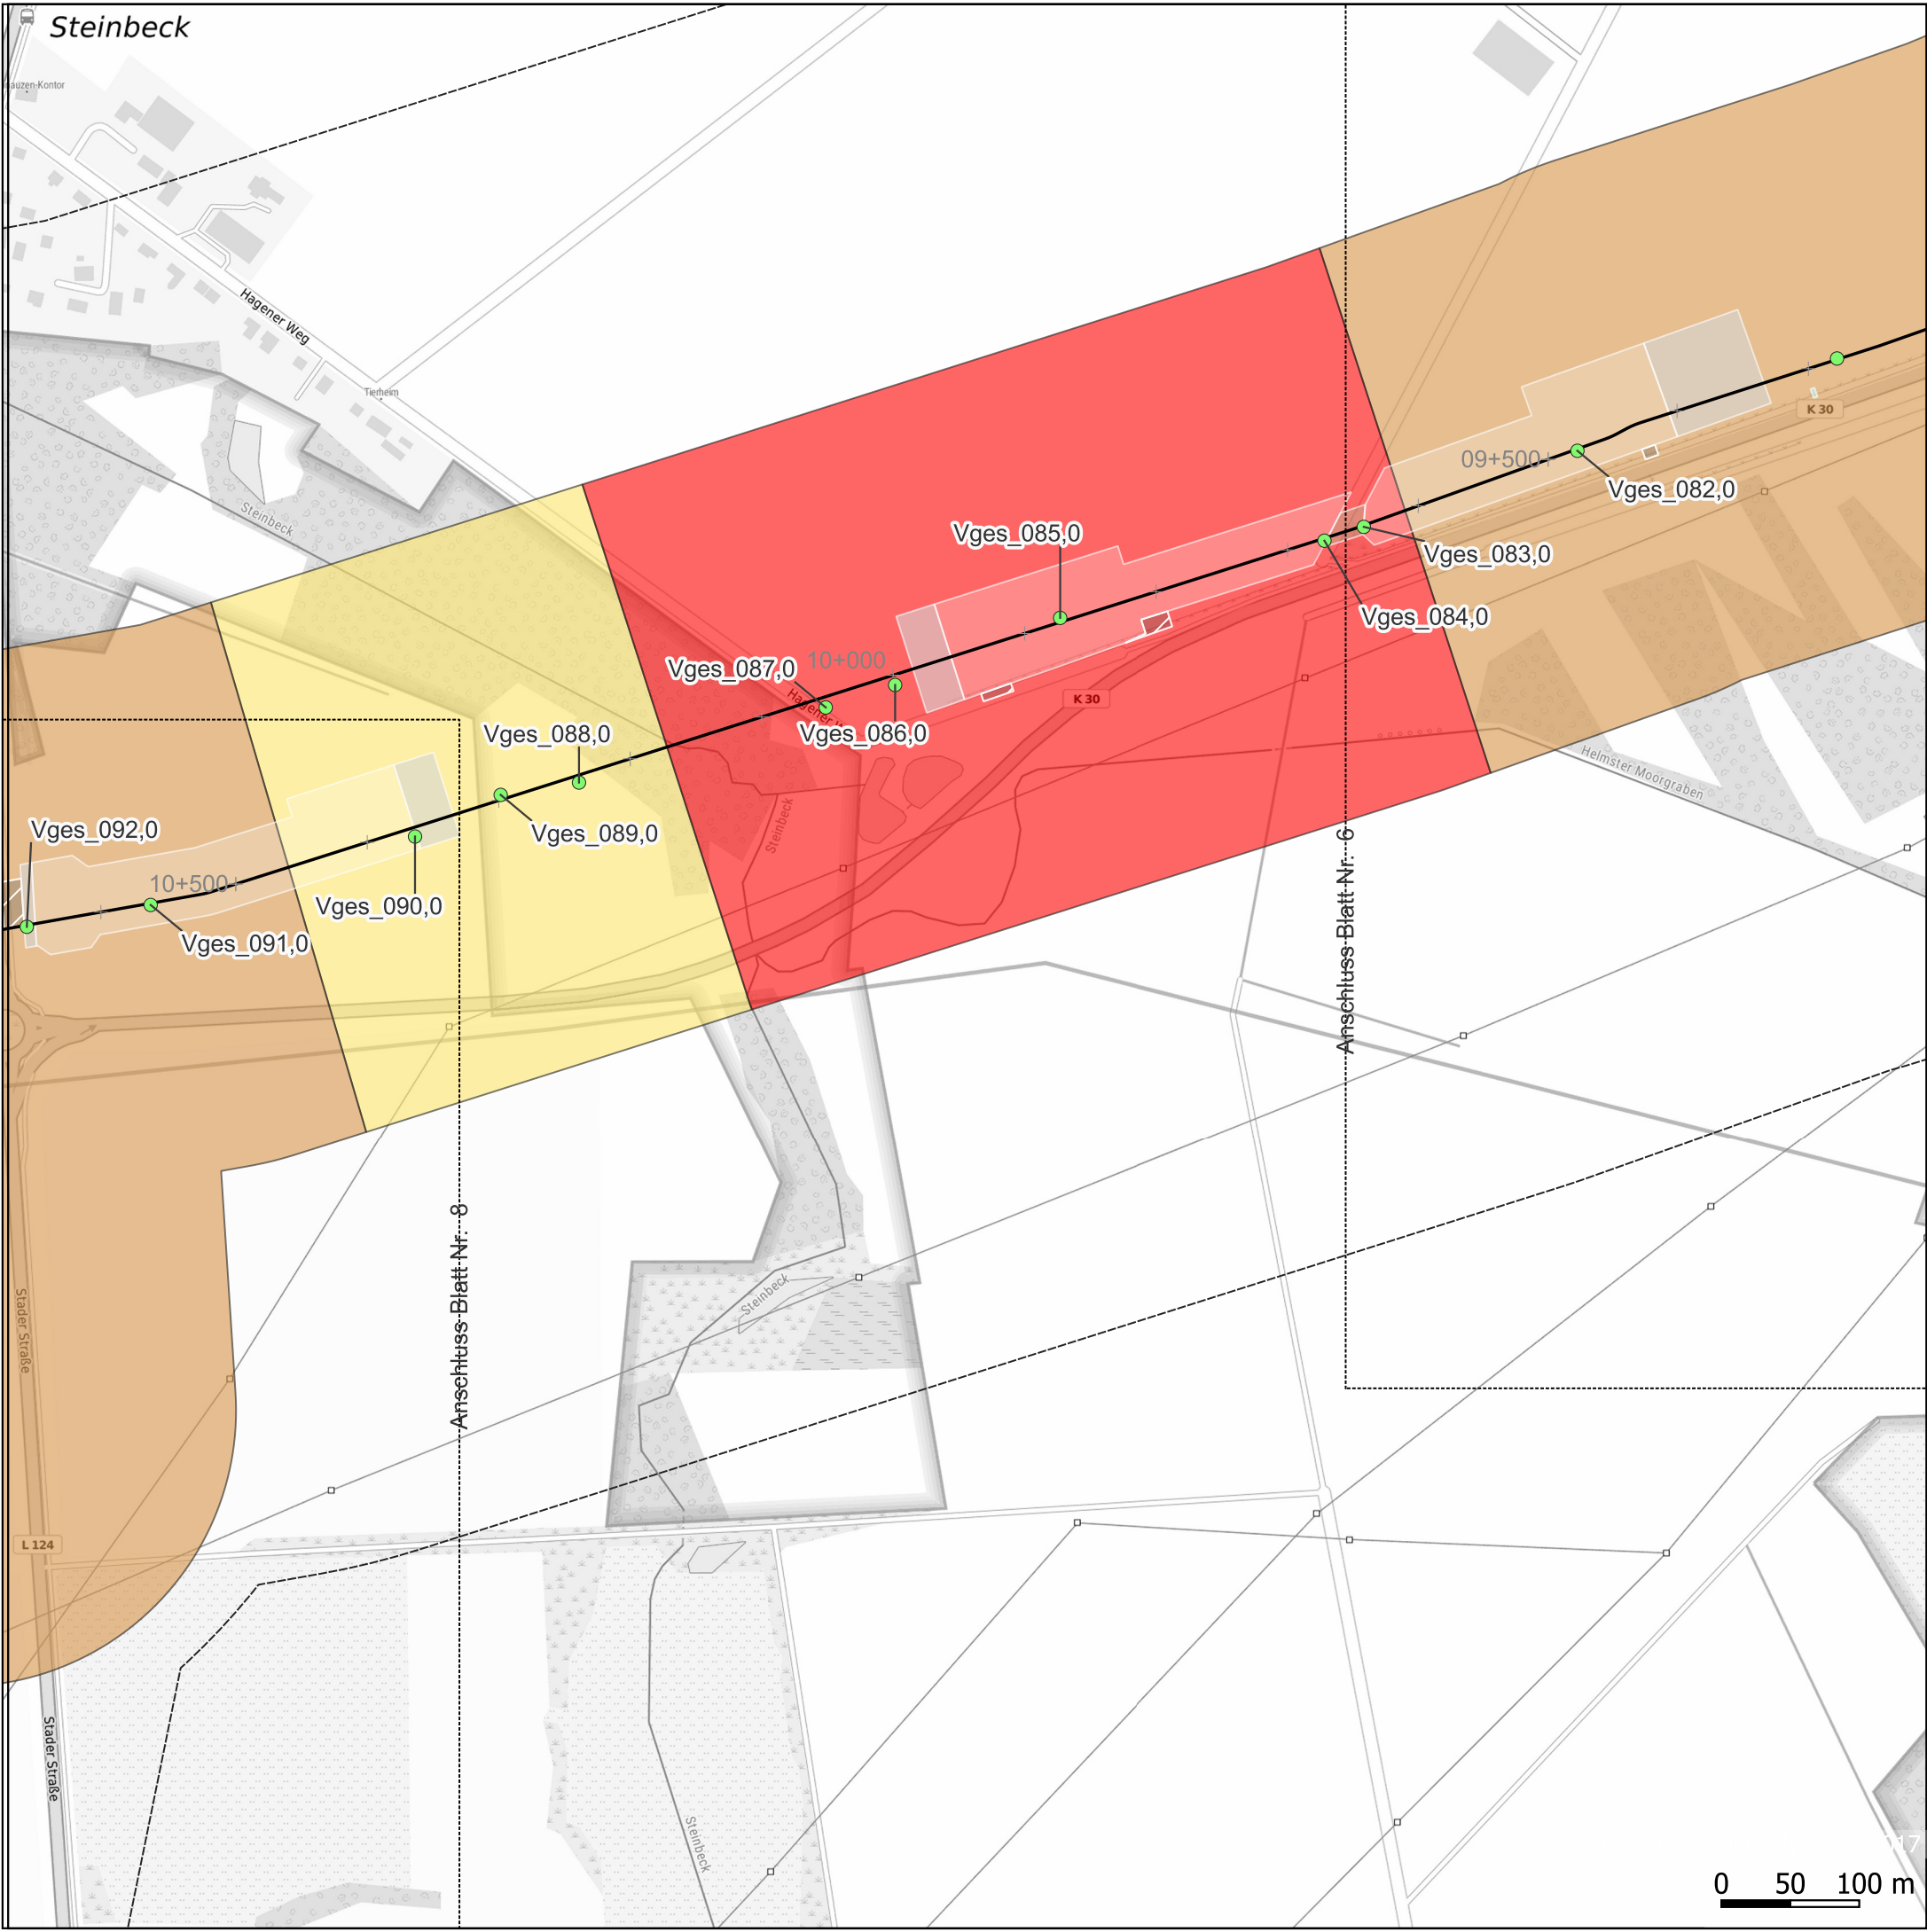 Steinbeck
Hagener Weg
Tierheim
Steinbeck
K 30
09+500
Vges_082,0
Vges_085,0
Vges_083,0
Vges_084,0
Vges_087,0
10+000
K 30
Vges_086,0
Vges_088,0
Helmster Moorgraben
Steinbeck
Vges_089,0
Vges_092,0
10+500
Vges_090,0
Vges_091,0
Anschluss Blatt Nr. 6
Anschluss Blatt Nr. 8
Steinbeck
Stader Straße
L 124
Stader Straße
Steinbeck
0 50 100 m